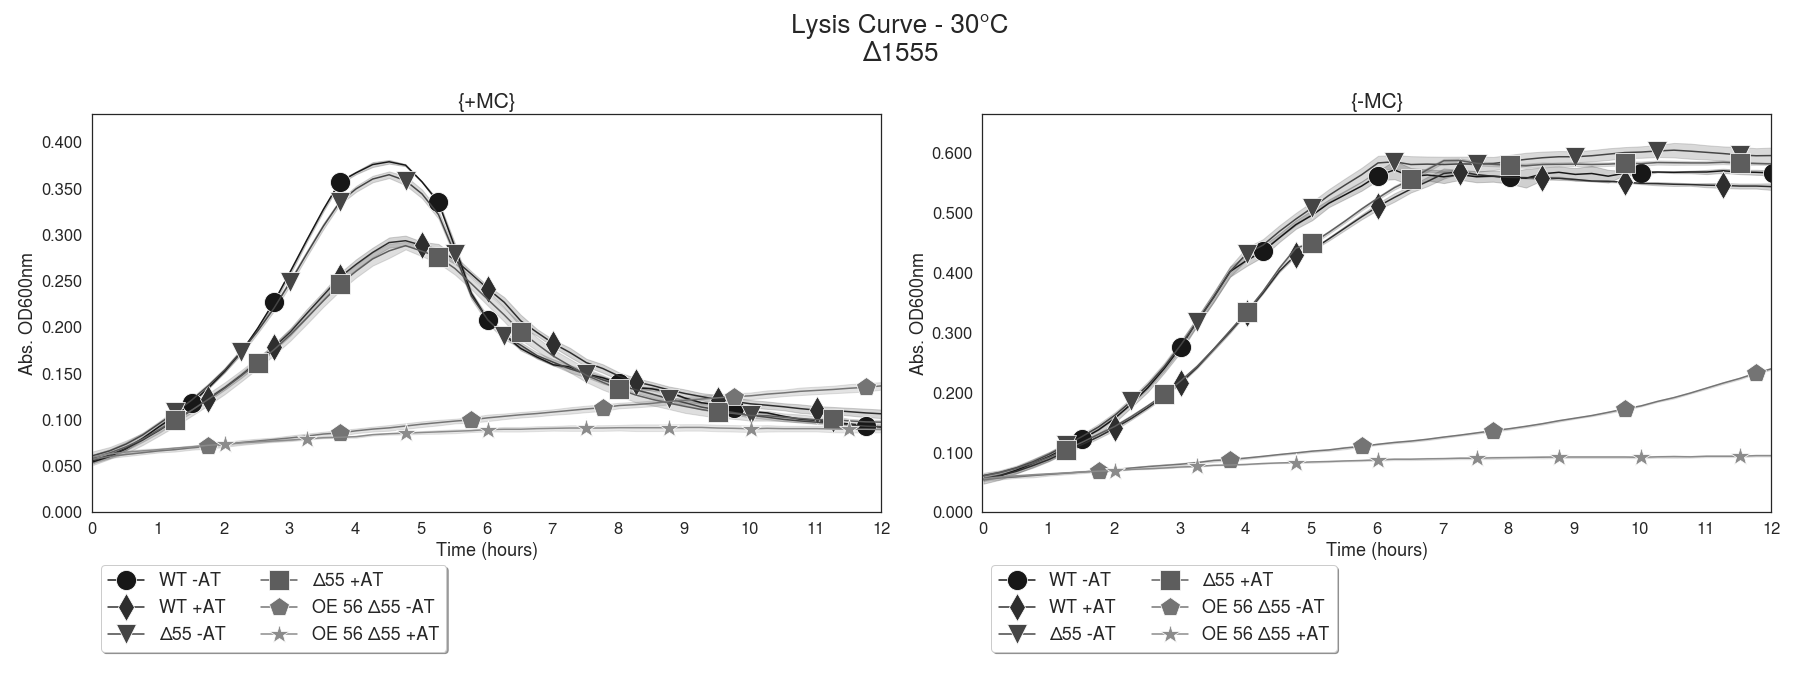 Lysis Curve - 30°C
Δ1555
{+MC}
Abs. OD600nm
0.400
0.350
0.300
0.250
0.200
0.150
0.100
0.050
0.000
0 1 2 3 4 5 6 7 8 9 10 11 12
Time (hours)
WT -AT
WT +AT
Δ55 -AT
Δ55 +AT
OE 56 Δ55 -AT
OE 56 Δ55 +AT
{-MC}
Abs. OD600nm
0.600
0.500
0.400
0.300
0.200
0.100
0.000
0 1 2 3 4 5 6 7 8 9 10 11 12
Time (hours)
WT -AT
WT +AT
Δ55 -AT
Δ55 +AT
OE 56 Δ55 -AT
OE 56 Δ55 +AT